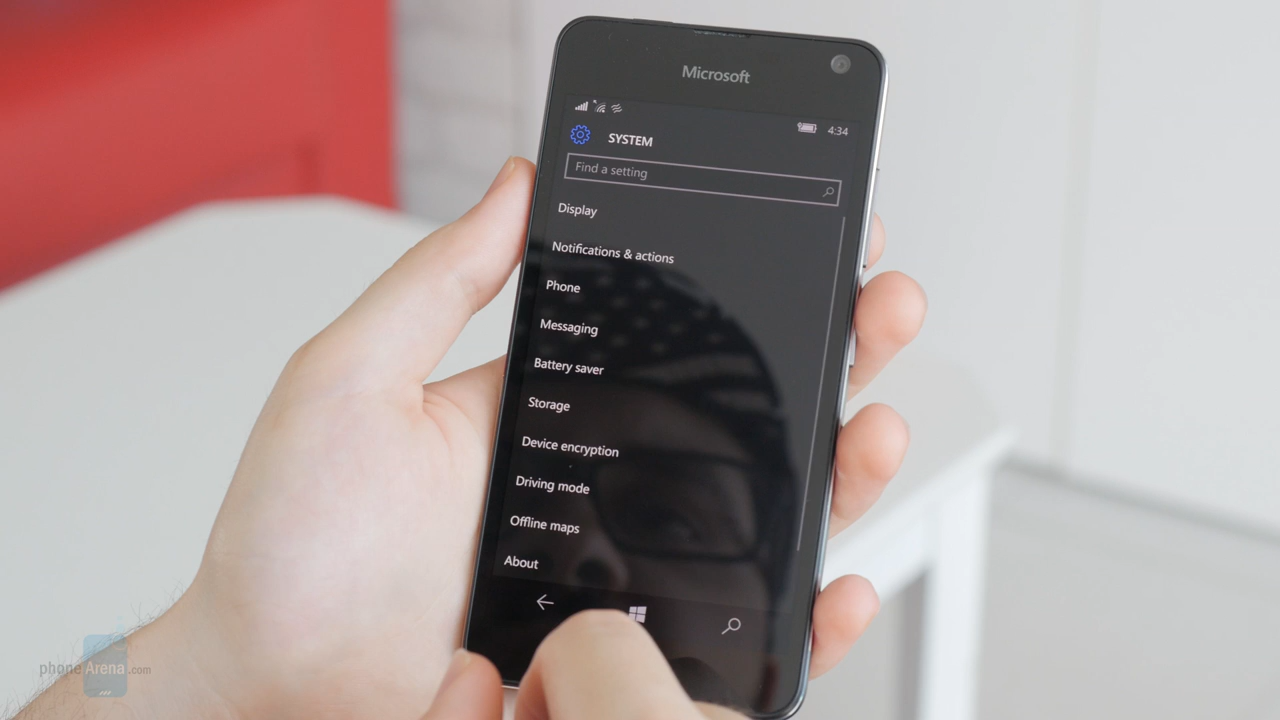 Microsoft
4:34
SYSTEM
Find a setting
Display
Notifications & actions
Phone
Messaging
Battery saver
Storage
Device encryption
Driving mode
Offline maps
About
phoneArena.com